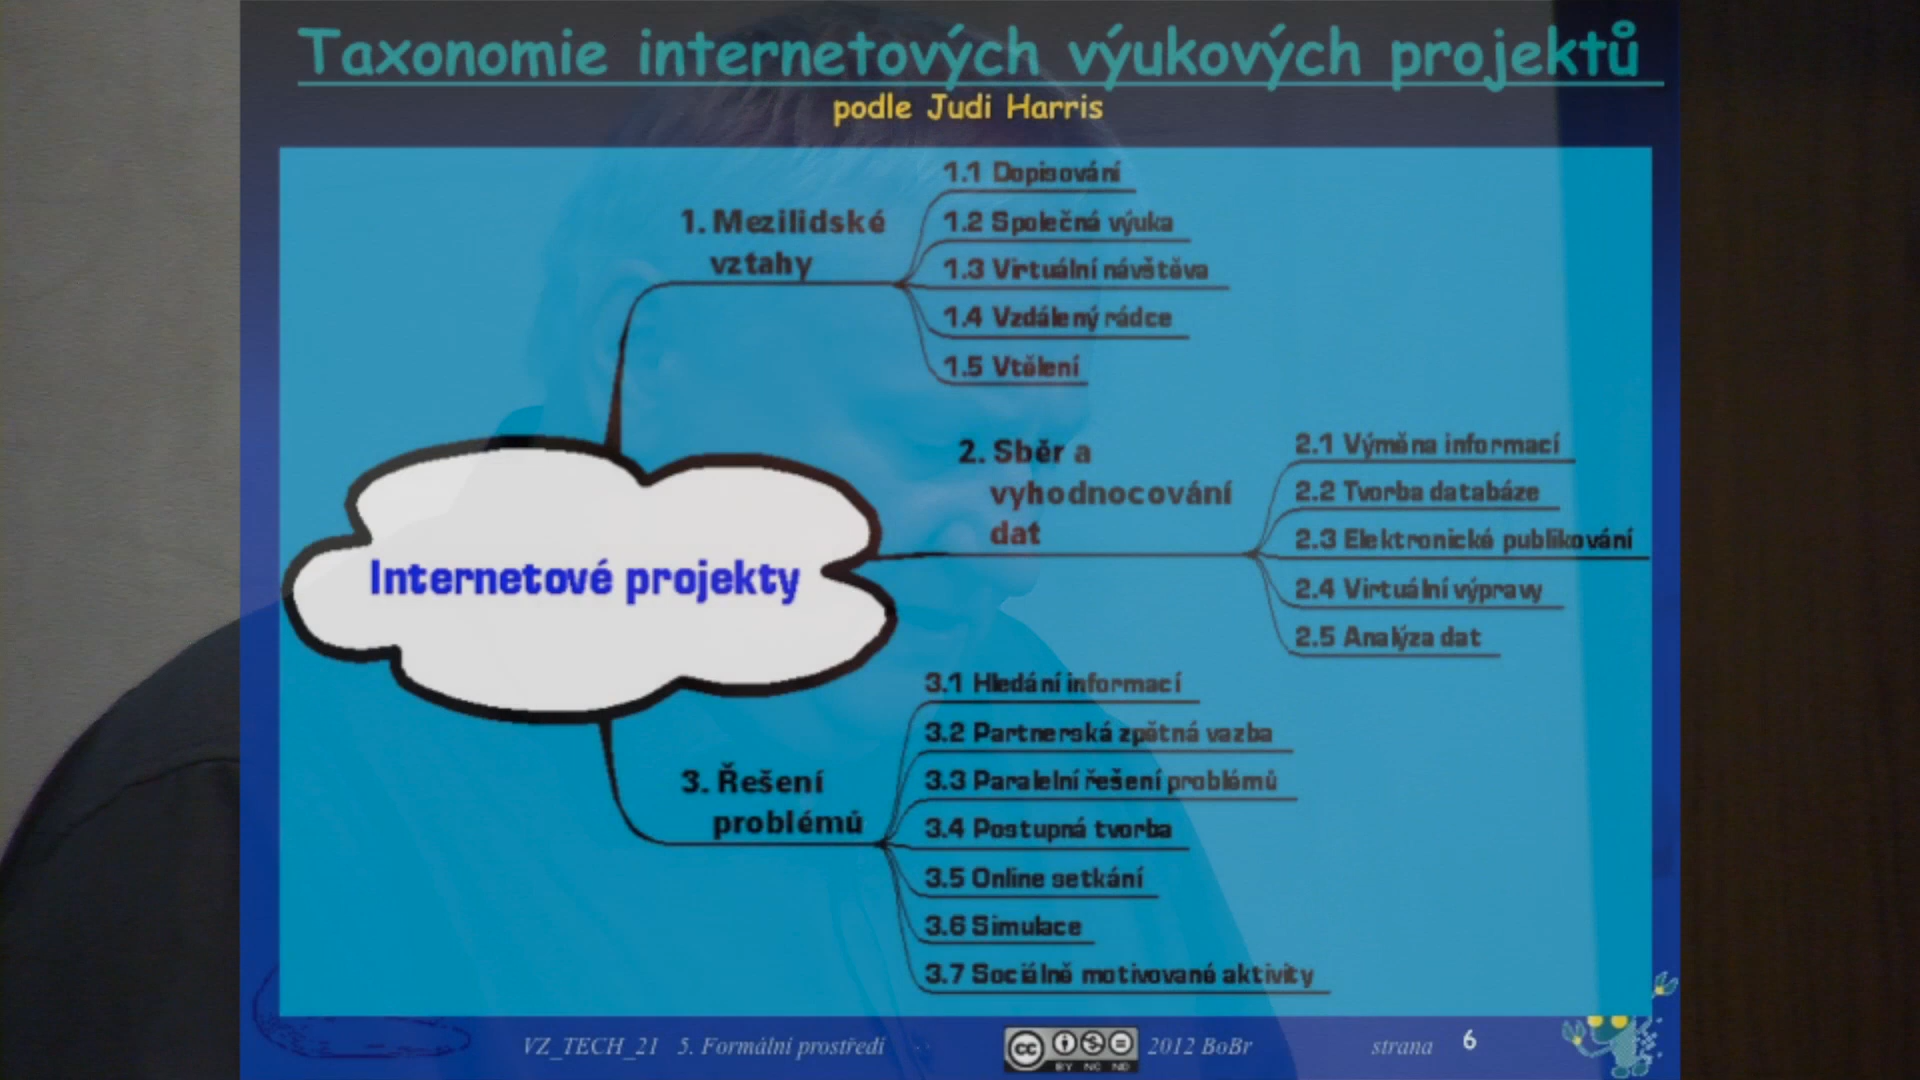 Taxonomie internetových výukových projektů
podle Judi Harris
1. Mezilidské
vztahy
1.1 Dopisování
1.2 Společná výuka
1.3 Virtuální návštěva
1.4 Vzdálený rádce
1.5 Vtělení
Internetové projekty
2. Sběr a
vyhodnocování
dat
2.1 Výměna informací
2.2 Tvorba databáze
2.3 Elektronické publikování
2.4 Virtuální výpravy
2.5 Analýza dat
3. Řešení
problémů
3.1 Hledání informací
3.2 Partnerská zpětná vazba
3.3 Paralelní řešení problémů
3.4 Postupná tvorba
3.5 Online setkání
3.6 Simulace
3.7 Sociálně motivované aktivity
VZ_TECH_21 5. Formální prostředí
cc
BY NC ND
2012 BoBr
strana 6